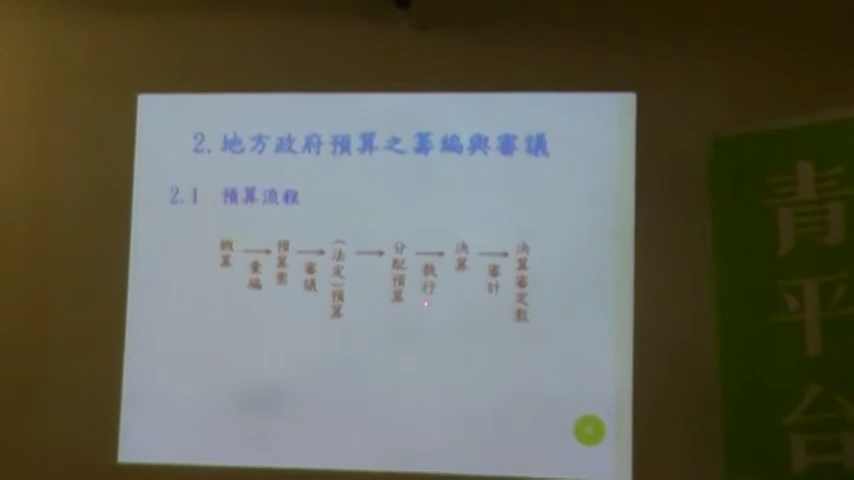 2.地方政府預算之籌編與審議
2.1 預算流程
概算
彙編
預算案
審議
(法定)預算
分配預算
執行
決算
審計
決算審定數
青平台